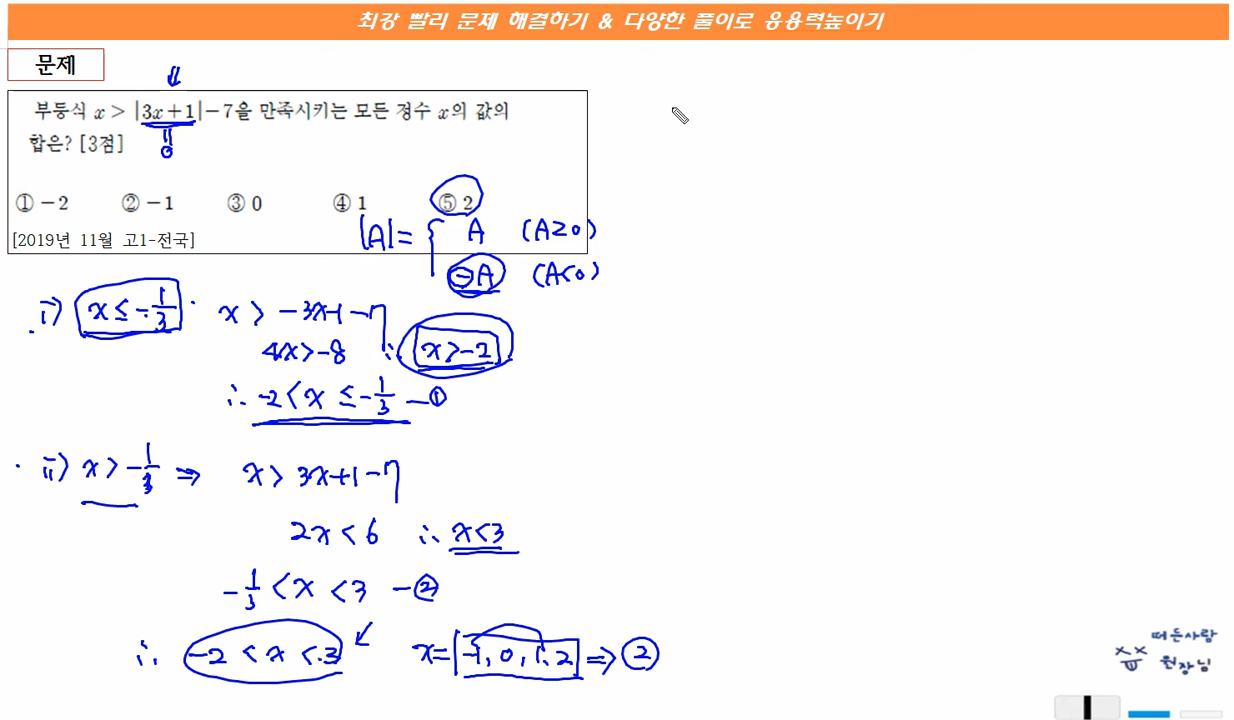 최강 빨리 문제 해결하기 & 다양한 풀이로 응용력높이기
문제
부등식 x > |3x+1|-7을 만족시키는 모든 정수 x의 값의
합은? [3점]
0
① -2 ② -1 ③ 0 ④ 1 ⑤ 2
[2019년 11월 고1-전국]
|A| = { A (A≥0)
-A (A<0)
i) x ≤ -1/3 x > -3x-1-7
4x > -8 ∴ x > -2
∴ -2 < x ≤ -1/3 - ①
ii) x > -1/3 ⇒ x > 3x+1-7
2x < 6 ∴ x < 3
-1/3 < x < 3 - ②
∴ -2 < x < 3 x = -1, 0, 1, 2 ⇒ ②
떠든사람
원장님